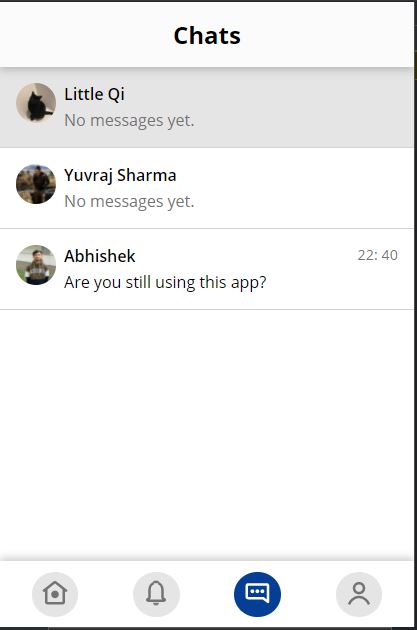 Chats
Little Qi
No messages yet.
Yuvraj Sharma
No messages yet.
Abhishek 22: 40
Are you still using this app?